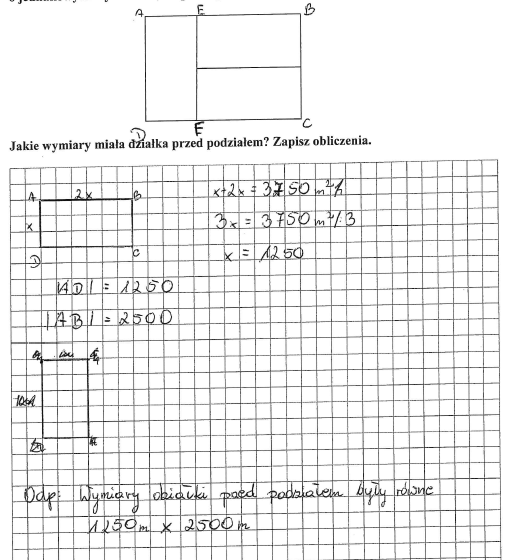 A E B
D F C
Jakie wymiary miała działka przed podziałem? Zapisz obliczenia.
A 2x B
x
D C
x+2x = 3750 m²/
3x = 3750 m²/:3
x = 1250
|AD| = 1250
|AB| = 2500
Odp: Wymiary działki przed podziałem były równe
1250m x 2500m